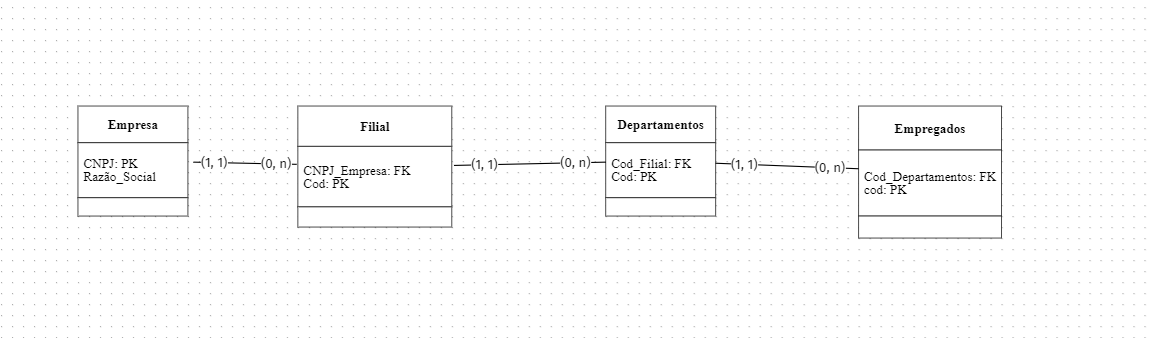 Empresa
CNPJ: PK
Razão_Social
(1, 1)
(0, n)
Filial
CNPJ_Empresa: FK
Cod: PK
(1, 1)
(0, n)
Departamentos
Cod_Filial: FK
Cod: PK
(1, 1)
(0, n)
Empregados
Cod_Departamentos: FK
cod: PK